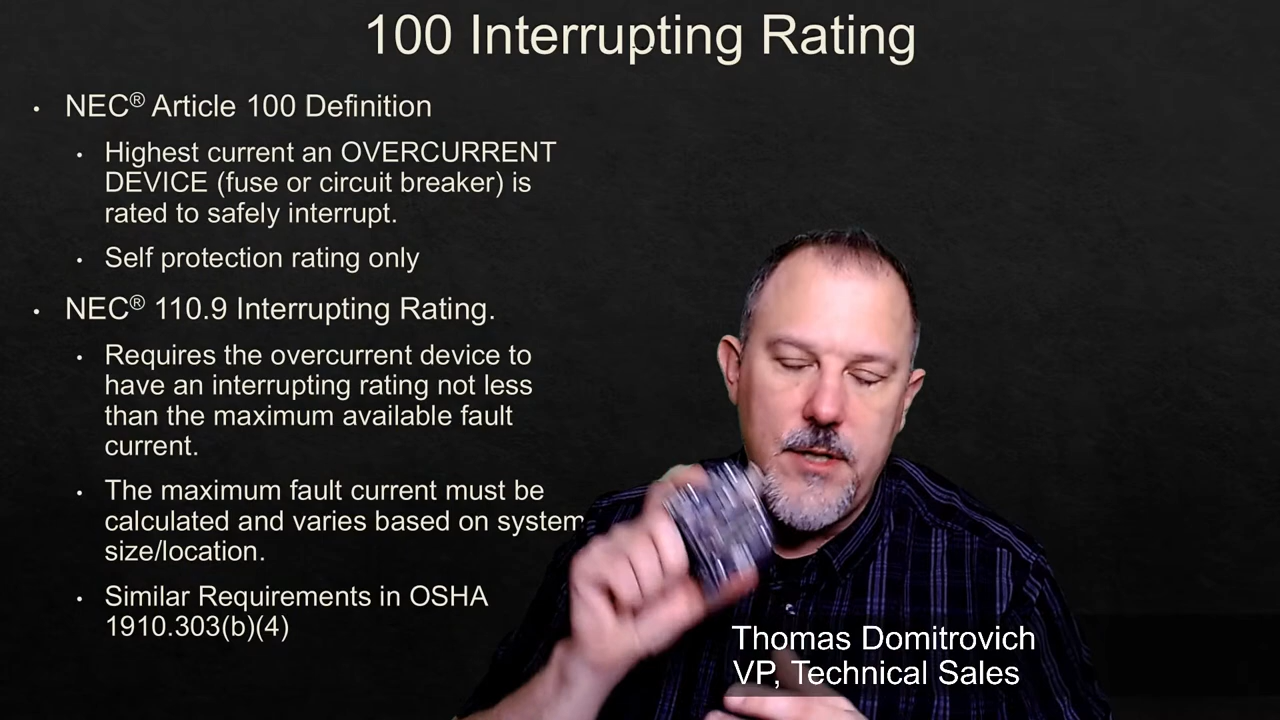 100 Interrupting Rating
• NEC® Article 100 Definition
• Highest current an OVERCURRENT
DEVICE (fuse or circuit breaker) is
rated to safely interrupt.
• Self protection rating only
• NEC® 110.9 Interrupting Rating.
• Requires the overcurrent device to
have an interrupting rating not less
than the maximum available fault
current.
• The maximum fault current must be
calculated and varies based on system
size/location.
• Similar Requirements in OSHA
1910.303(b)(4)
Thomas Domitrovich
VP, Technical Sales